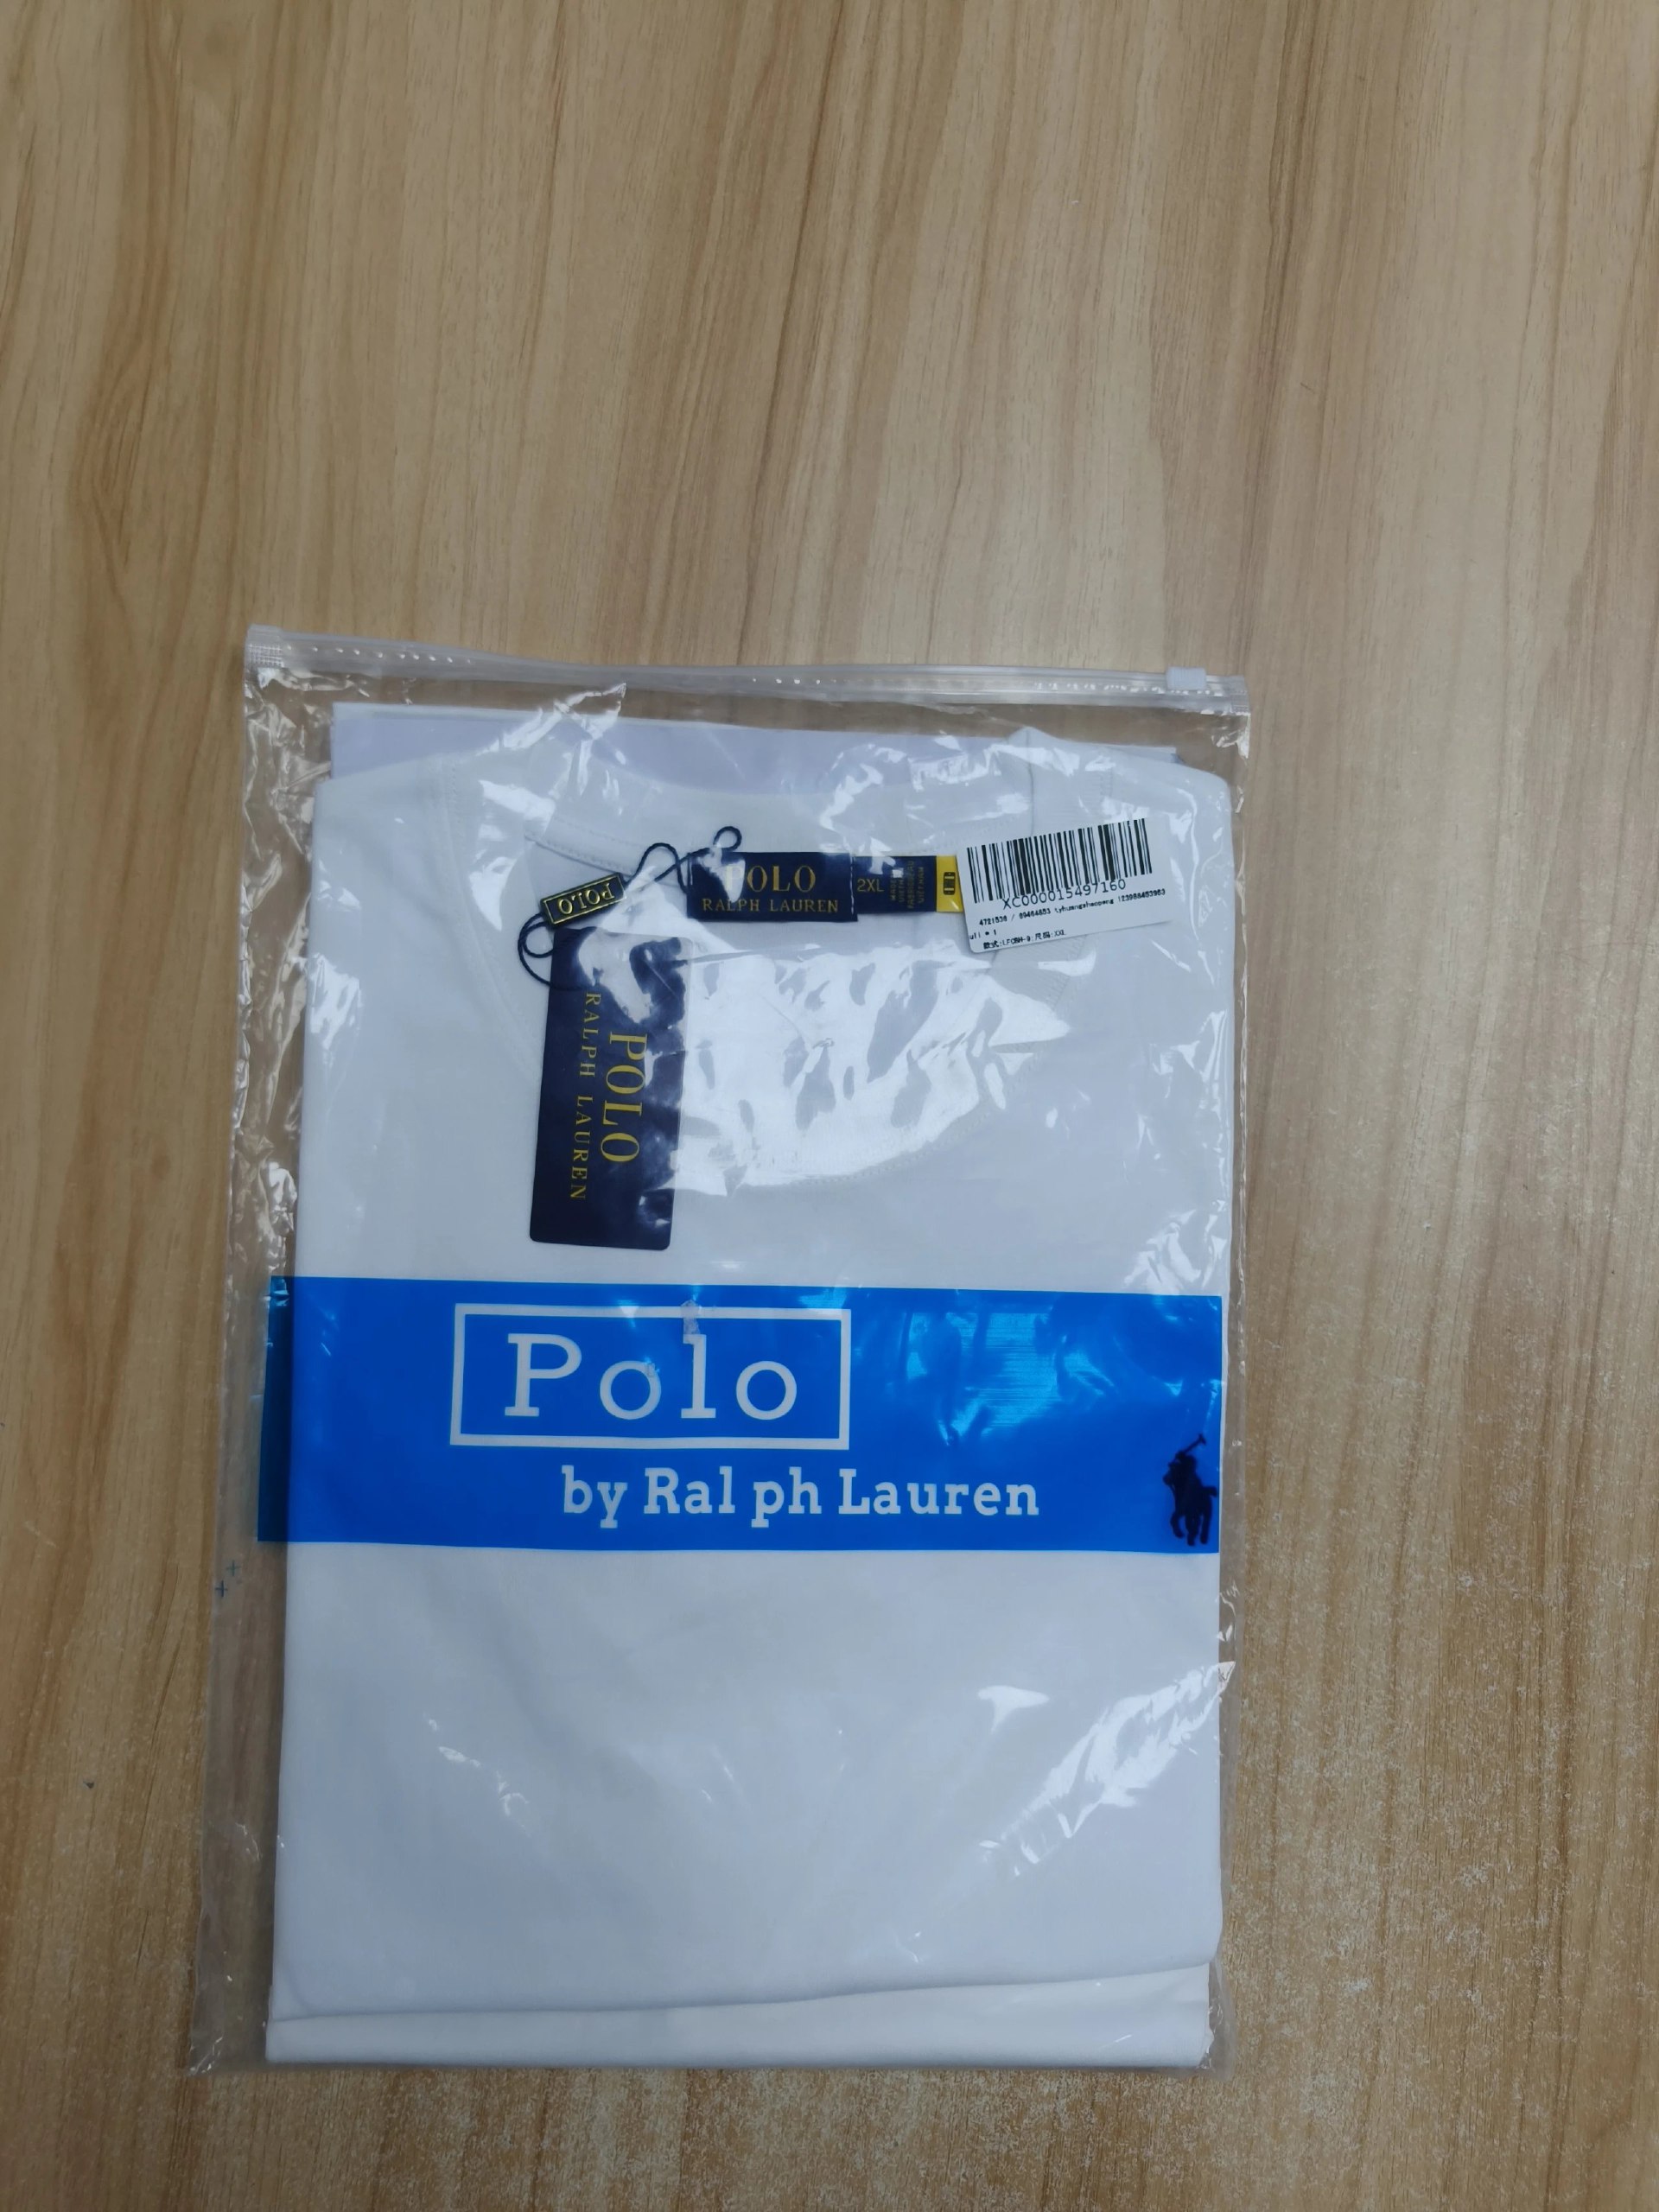 POLO
RALPH LAUREN
2XL
XC000015497160
POLO
POLO
RALPH LAUREN
Polo
by Ral ph Lauren